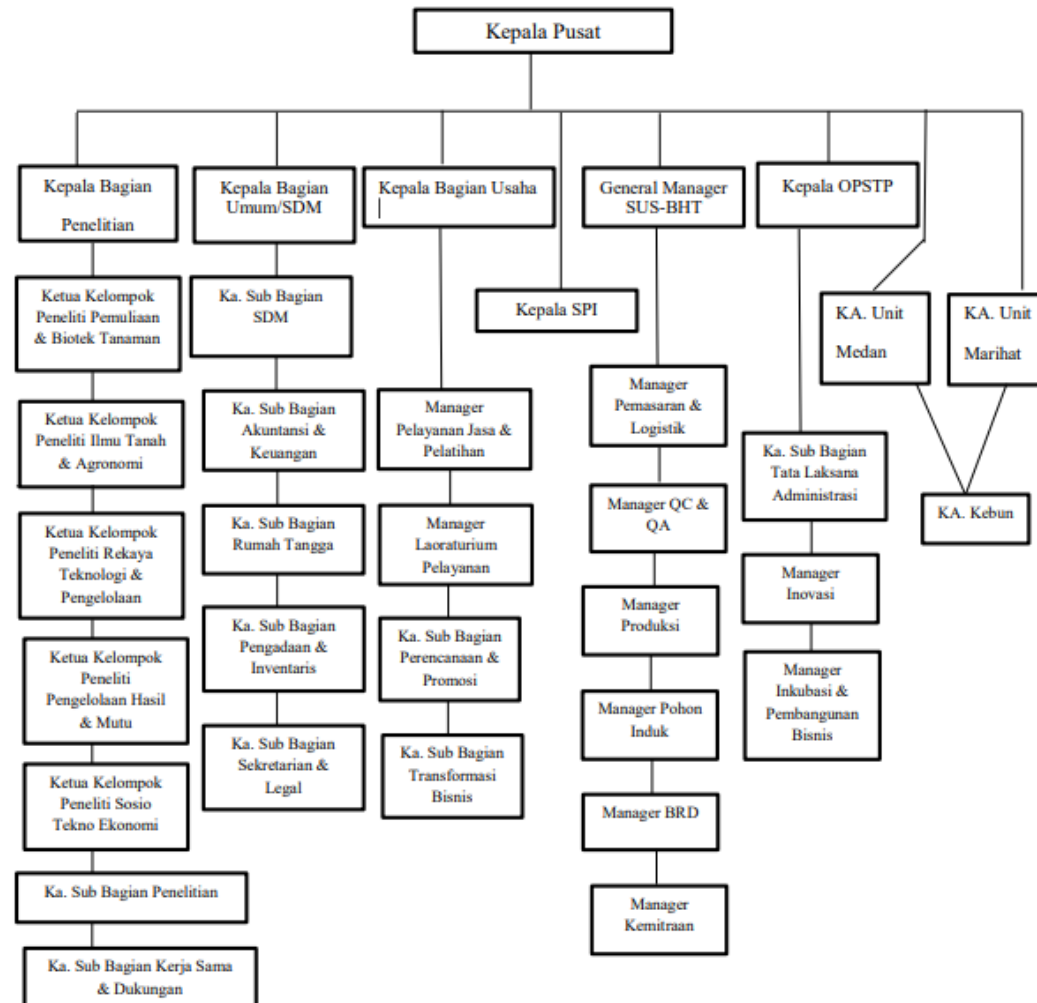 Kepala Pusat
Kepala Bagian
Penelitian
Kepala Bagian
Umum/SDM
Kepala Bagian Usaha
General Manager
SUS-BHT
Kepala OPSTP
Ketua Kelompok
Peneliti Pemuliaan
& Biotek Tanaman
Ketua Kelompok
Peneliti Ilmu Tanah
& Agronomi
Ketua Kelompok
Peneliti Rekaya
Teknologi &
Pengelolaan
Ketua Kelompok
Peneliti
Pengelolaan Hasil
& Mutu
Ketua Kelompok
Peneliti Sosio
Tekno Ekonomi
Ka. Sub Bagian Penelitian
Ka. Sub Bagian Kerja Sama
& Dukungan
Ka. Sub Bagian
SDM
Ka. Sub Bagian
Akuntansi &
Keuangan
Ka. Sub Bagian
Rumah Tangga
Ka. Sub Bagian
Pengadaan &
Inventaris
Ka. Sub Bagian
Sekretarian &
Legal
Manager
Pelayanan Jasa &
Pelatihan
Manager
Laoraturium
Pelayanan
Ka. Sub Bagian
Perencanaan &
Promosi
Ka. Sub Bagian
Transformasi
Bisnis
Kepala SPI
Manager
Pemasaran &
Logistik
Manager QC &
QA
Manager
Produksi
Manager Pohon
Induk
Manager BRD
Manager
Kemitraan
Ka. Sub Bagian
Tata Laksana
Administrasi
Manager
Inovasi
Manager
Inkubasi &
Pembangunan
Bisnis
KA. Unit
Medan
KA. Unit
Marihat
KA. Kebun